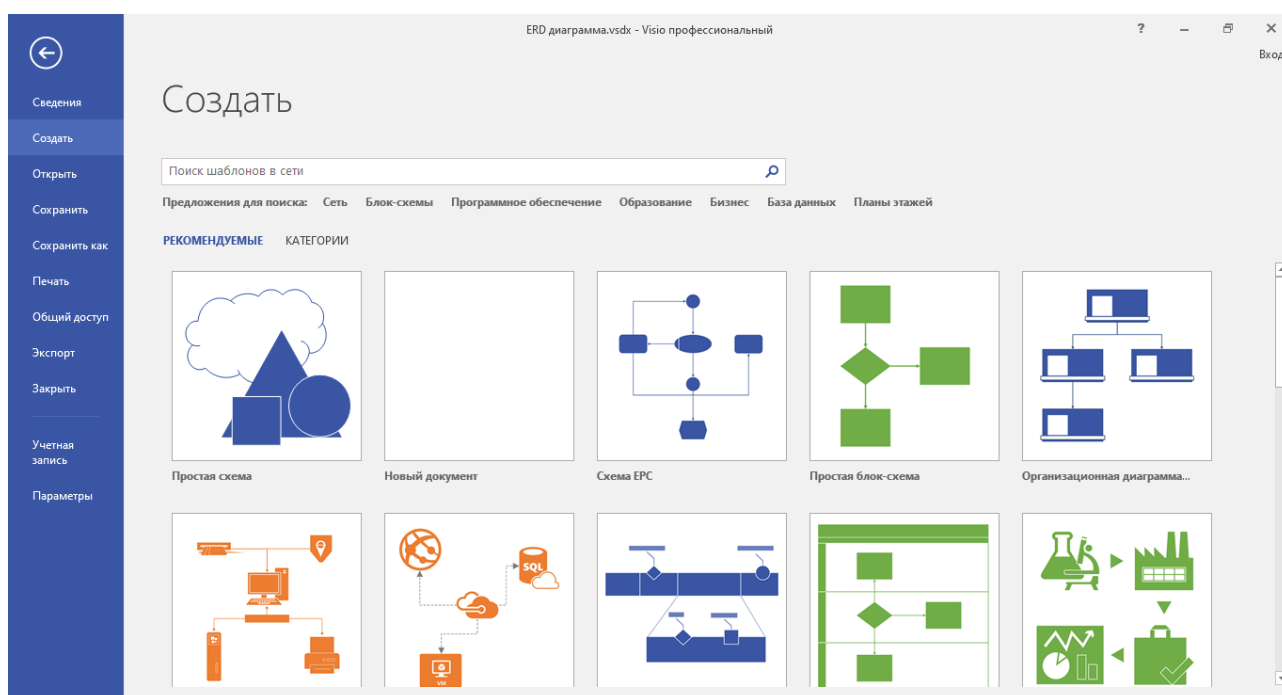 ERD диаграмма.vsdx - Visio профессиональный
?
Вход
Сведения
Создать
Открыть
Сохранить
Сохранить как
Печать
Общий доступ
Экспорт
Закрыть
Учетная
запись
Параметры
Создать
Поиск шаблонов в сети
Предложения для поиска: Сеть Блок-схемы Программное обеспечение Образование Бизнес База данных Планы этажей
РЕКОМЕНДУЕМЫЕ КАТЕГОРИИ
Простая схема
Новый документ
Схема EPC
Простая блок-схема
Организационная диаграмма...
SQL
VM